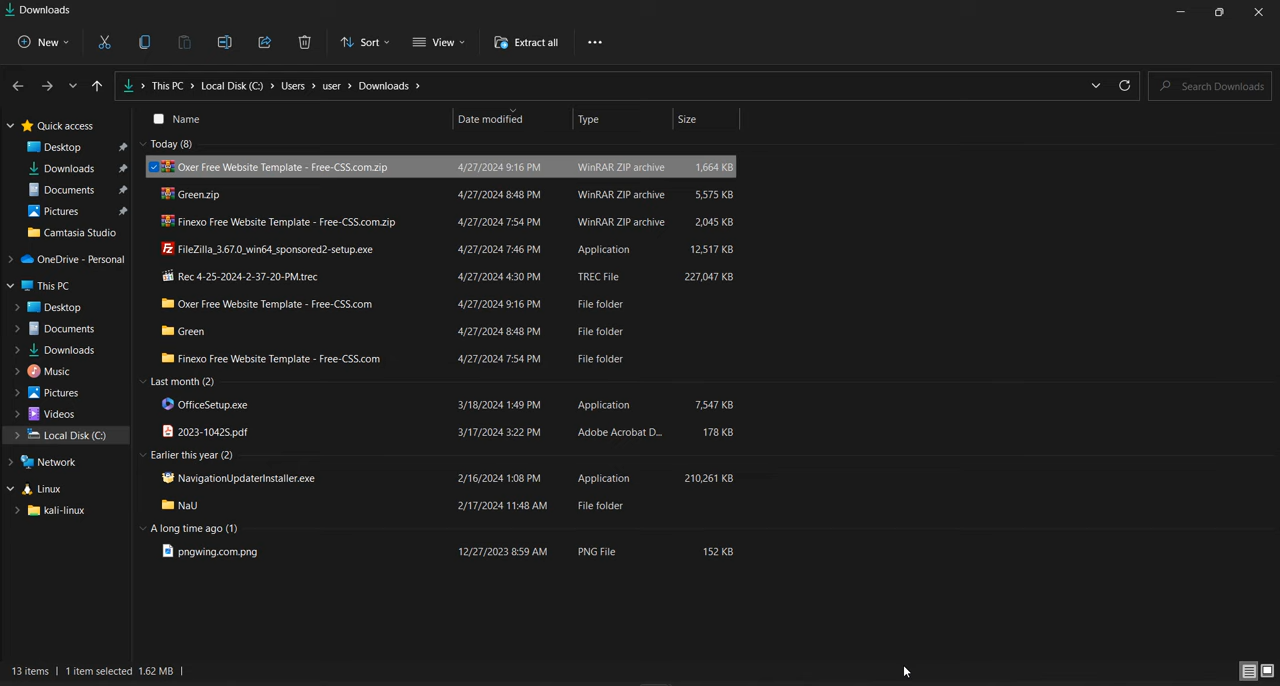 Downloads
New
Sort
View
Extract all
This PC > Local Disk (C:) > Users > user > Downloads >
Search Downloads
Quick access
Desktop
Downloads
Documents
Pictures
Camtasia Studio
OneDrive - Personal
This PC
Desktop
Documents
Downloads
Music
Pictures
Videos
Local Disk (C:)
Network
Linux
kali-linux
Name Date modified Type Size
Today (8)
Oxer Free Website Template - Free-CSS.com.zip 4/27/2024 9:16 PM WinRAR ZIP archive 1,664 KB
Green.zip 4/27/2024 8:48 PM WinRAR ZIP archive 5,575 KB
Finexo Free Website Template - Free-CSS.com.zip 4/27/2024 7:54 PM WinRAR ZIP archive 2,045 KB
FileZilla_3.67.0_win64_sponsored2-setup.exe 4/27/2024 7:46 PM Application 12,517 KB
Rec 4-25-2024-2-37-20-PM.trec 4/27/2024 4:30 PM TREC File 227,047 KB
Oxer Free Website Template - Free-CSS.com 4/27/2024 9:16 PM File folder
Green 4/27/2024 8:48 PM File folder
Finexo Free Website Template - Free-CSS.com 4/27/2024 7:54 PM File folder
Last month (2)
OfficeSetup.exe 3/18/2024 1:49 PM Application 7,547 KB
2023-1042S.pdf 3/17/2024 3:22 PM Adobe Acrobat D... 178 KB
Earlier this year (2)
NavigationUpdaterInstaller.exe 2/16/2024 1:08 PM Application 210,261 KB
NaU 2/17/2024 11:48 AM File folder
A long time ago (1)
pngwing.com.png 12/27/2023 8:59 AM PNG File 152 KB
13 items | 1 item selected 1.62 MB |